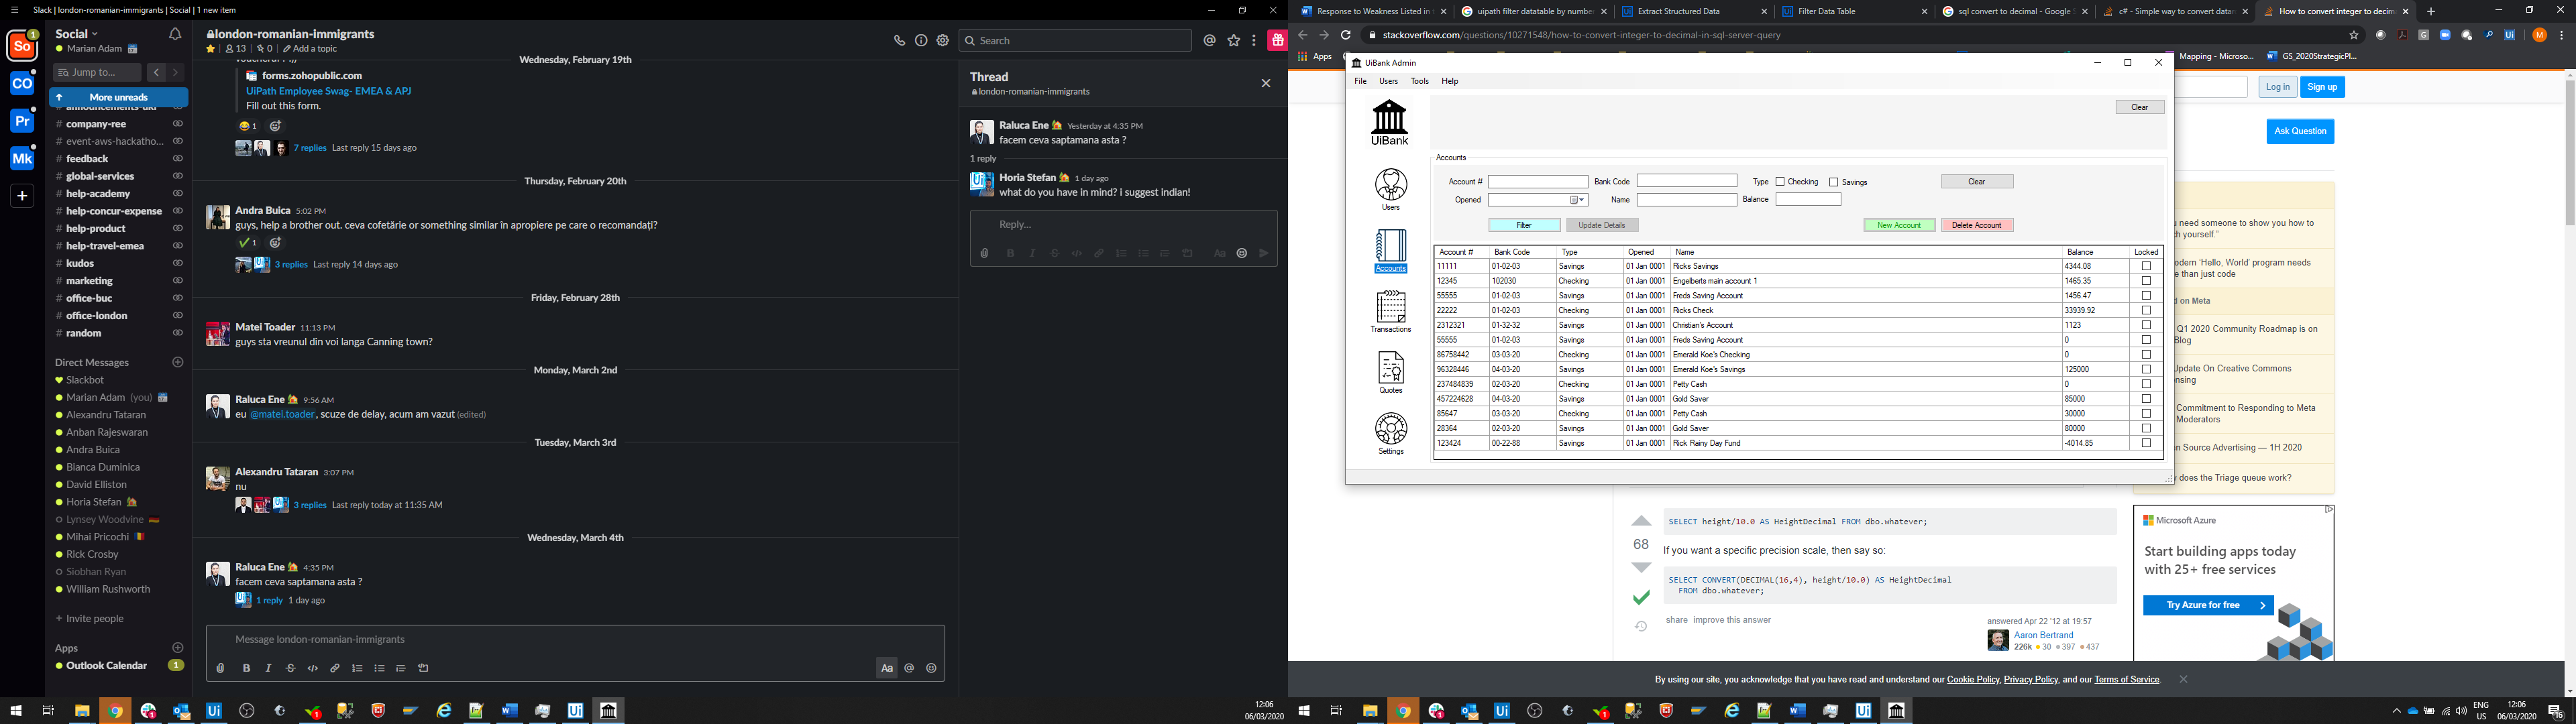 Slack | london-romanian-immigrants | Social | 1 new item
So
1
CO
Pr
Mk
Social
Marian Adam
Jump to...
More unreads
# company-ree
# event-aws-hackatho...
# feedback
# global-services
# help-academy
# help-concur-expense
# help-product
# help-travel-emea
# kudos
# marketing
# office-buc
# office-london
# random
Direct Messages
Slackbot
Marian Adam (you)
Alexandru Tataran
Anban Rajeswaran
Andra Buica
Bianca Duminica
David Elliston
Horia Stefan
Lynsey Woodvine
Mihai Pricochi
Rick Crosby
Siobhan Ryan
William Rushworth
+ Invite people
Apps
Outlook Calendar 1
london-romanian-immigrants
13 | 0 | Add a topic
Search
Wednesday, February 19th
forms.zohopublic.com
UiPath Employee Swag- EMEA & APJ
Fill out this form.
1
7 replies Last reply 15 days ago
Thursday, February 20th
Andra Buica 5:02 PM
guys, help a brother out. ceva cofetărie or something similar în apropiere pe care o recomandați?
1
3 replies Last reply 14 days ago
Friday, February 28th
Matei Toader 11:13 PM
guys sta vreunul din voi langa Canning town?
Monday, March 2nd
Raluca Ene 9:56 AM
eu @matei.toader, scuze de delay, acum am vazut (edited)
Tuesday, March 3rd
Alexandru Tataran 3:07 PM
nu
3 replies Last reply today at 11:35 AM
Wednesday, March 4th
Raluca Ene 4:35 PM
facem ceva saptamana asta ?
1 reply 1 day ago
Message london-romanian-immigrants
Aa
Thread
london-romanian-immigrants
Raluca Ene Yesterday at 4:35 PM
facem ceva saptamana asta ?
1 reply
Horia Stefan 1 day ago
what do you have in mind? i suggest indian!
Reply...
Aa
12:06
06/03/2020
Response to Weakness Listed in
uipath filter datatable by numbe
Extract Structured Data
Filter Data Table
sql convert to decimal - Google
c# - Simple way to convert data
How to convert integer to decim
stackoverflow.com/questions/10271548/how-to-convert-integer-to-decimal-in-sql-server-query
Apps
Mapping - Microso...
GS_2020StrategicPl...
Log in
Sign up
Ask Question
UiBank Admin
File Users Tools Help
UiBank
Users
Accounts
Transactions
Quotes
Settings
Clear
Accounts
Account # Bank Code Type Checking Savings Clear
Opened Name Balance
Filter Update Details New Account Delete Account
Account # Bank Code Type Opened Name Balance Locked
11111 01-02-03 Savings 01 Jan 0001 Ricks Savings 4344.08
12345 102030 Checking 01 Jan 0001 Engelberts main account 1 1465.35
55555 01-02-03 Savings 01 Jan 0001 Freds Saving Account 1456.47
22222 01-02-03 Checking 01 Jan 0001 Ricks Check 33939.92
2312321 01-32-32 Savings 01 Jan 0001 Christian's Account 1123
55555 01-02-03 Savings 01 Jan 0001 Freds Saving Account 0
86758442 03-03-20 Checking 01 Jan 0001 Emerald Koe's Checking 0
96328446 04-03-20 Savings 01 Jan 0001 Emerald Koe's Savings 125000
237484839 02-03-20 Checking 01 Jan 0001 Petty Cash 0
457224628 04-03-20 Savings 01 Jan 0001 Gold Saver 85000
85647 03-03-20 Checking 01 Jan 0001 Petty Cash 30000
28364 02-03-20 Savings 01 Jan 0001 Gold Saver 80000
123424 00-22-88 Savings 01 Jan 0001 Rick Rainy Day Fund -4014.85
need someone to show you how to
yourself."
'Hello, World' program needs
than just code
on Meta
Q1 2020 Community Roadmap is on
Blog
Update On Creative Commons
Commitment to Responding to Meta
Moderators
Source Advertising — 1H 2020
does the Triage queue work?
SELECT height/10.0 AS HeightDecimal FROM dbo.whatever;
68
If you want a specific precision scale, then say so:
SELECT CONVERT(DECIMAL(16,4), height/10.0) AS HeightDecimal
FROM dbo.whatever;
share improve this answer
answered Apr 22 '12 at 19:57
Aaron Bertrand
226k 30 397 437
Microsoft Azure
Start building apps today
with 25+ free services
Try Azure for free
By using our site, you acknowledge that you have read and understand our Cookie Policy, Privacy Policy, and our Terms of Service.
ENG
US
12:06
06/03/2020